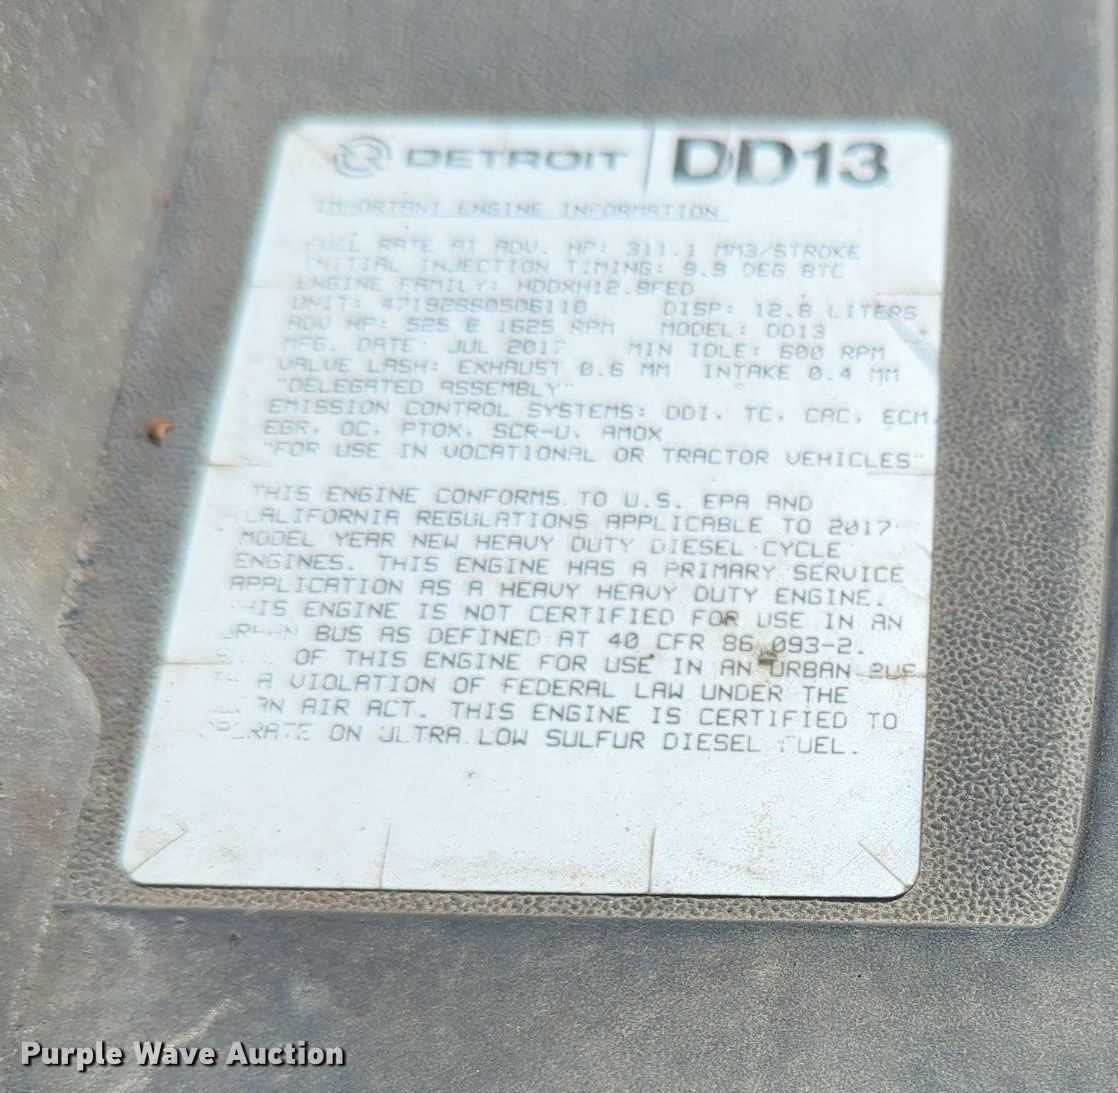 DETROIT DD13
IMPORTANT ENGINE INFORMATION
FUEL RATE AT ADV. HP: 311.1 MM3/STROKE
INITIAL INJECTION TIMING: 9.9 DEG BTC
ENGINE FAMILY: HDDXH12.8FED
UNIT: 471928S0506110 DISP: 12.8 LITERS
ADV HP: 525 @ 1625 RPM MODEL: DD13
MFG. DATE JUL 2017 MIN IDLE: 600 RPM
VALVE LASH: EXHAUST 0.6 MM INTAKE 0.4 MM
"DELEGATED ASSEMBLY"
EMISSION CONTROL SYSTEMS: DDI, TC, CAC, ECM,
EGR, OC, PTOX, SCR-U, AMOX
"FOR USE IN VOCATIONAL OR TRACTOR VEHICLES"
THIS ENGINE CONFORMS TO U.S. EPA AND
CALIFORNIA REGULATIONS APPLICABLE TO 2017
MODEL YEAR NEW HEAVY DUTY DIESEL CYCLE
ENGINES. THIS ENGINE HAS A PRIMARY SERVICE
APPLICATION AS A HEAVY HEAVY DUTY ENGINE.
THIS ENGINE IS NOT CERTIFIED FOR USE IN AN
URBAN BUS AS DEFINED AT 40 CFR 86.093-2.
OF THIS ENGINE FOR USE IN AN URBAN BUS
A VIOLATION OF FEDERAL LAW UNDER THE
AN AIR ACT. THIS ENGINE IS CERTIFIED TO
OPERATE ON ULTRA LOW SULFUR DIESEL FUEL.
Purple Wave Auction